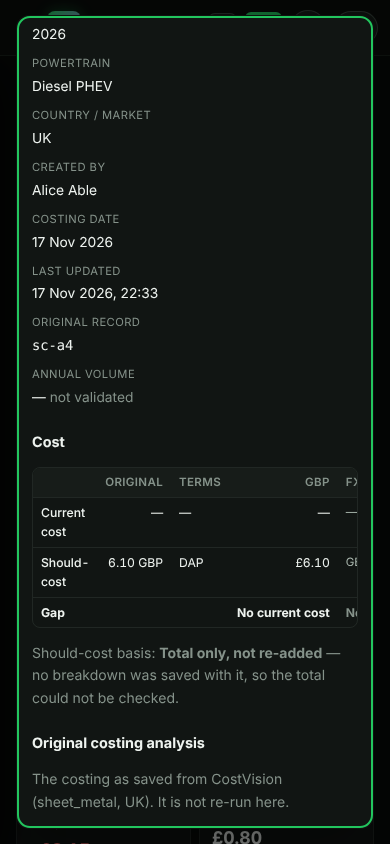 2026
POWERTRAIN
Diesel PHEV
COUNTRY / MARKET
UK
CREATED BY
Alice Able
COSTING DATE
17 Nov 2026
LAST UPDATED
17 Nov 2026, 22:33
ORIGINAL RECORD
sc-a4
ANNUAL VOLUME
— not validated
Cost
ORIGINAL TERMS GBP
Current cost — — — —
Should-cost 6.10 GBP DAP £6.10
Gap No current cost
Should-cost basis: Total only, not re-added —
no breakdown was saved with it, so the total
could not be checked.
Original costing analysis
The costing as saved from CostVision
(sheet_metal, UK). It is not re-run here.
£0.80